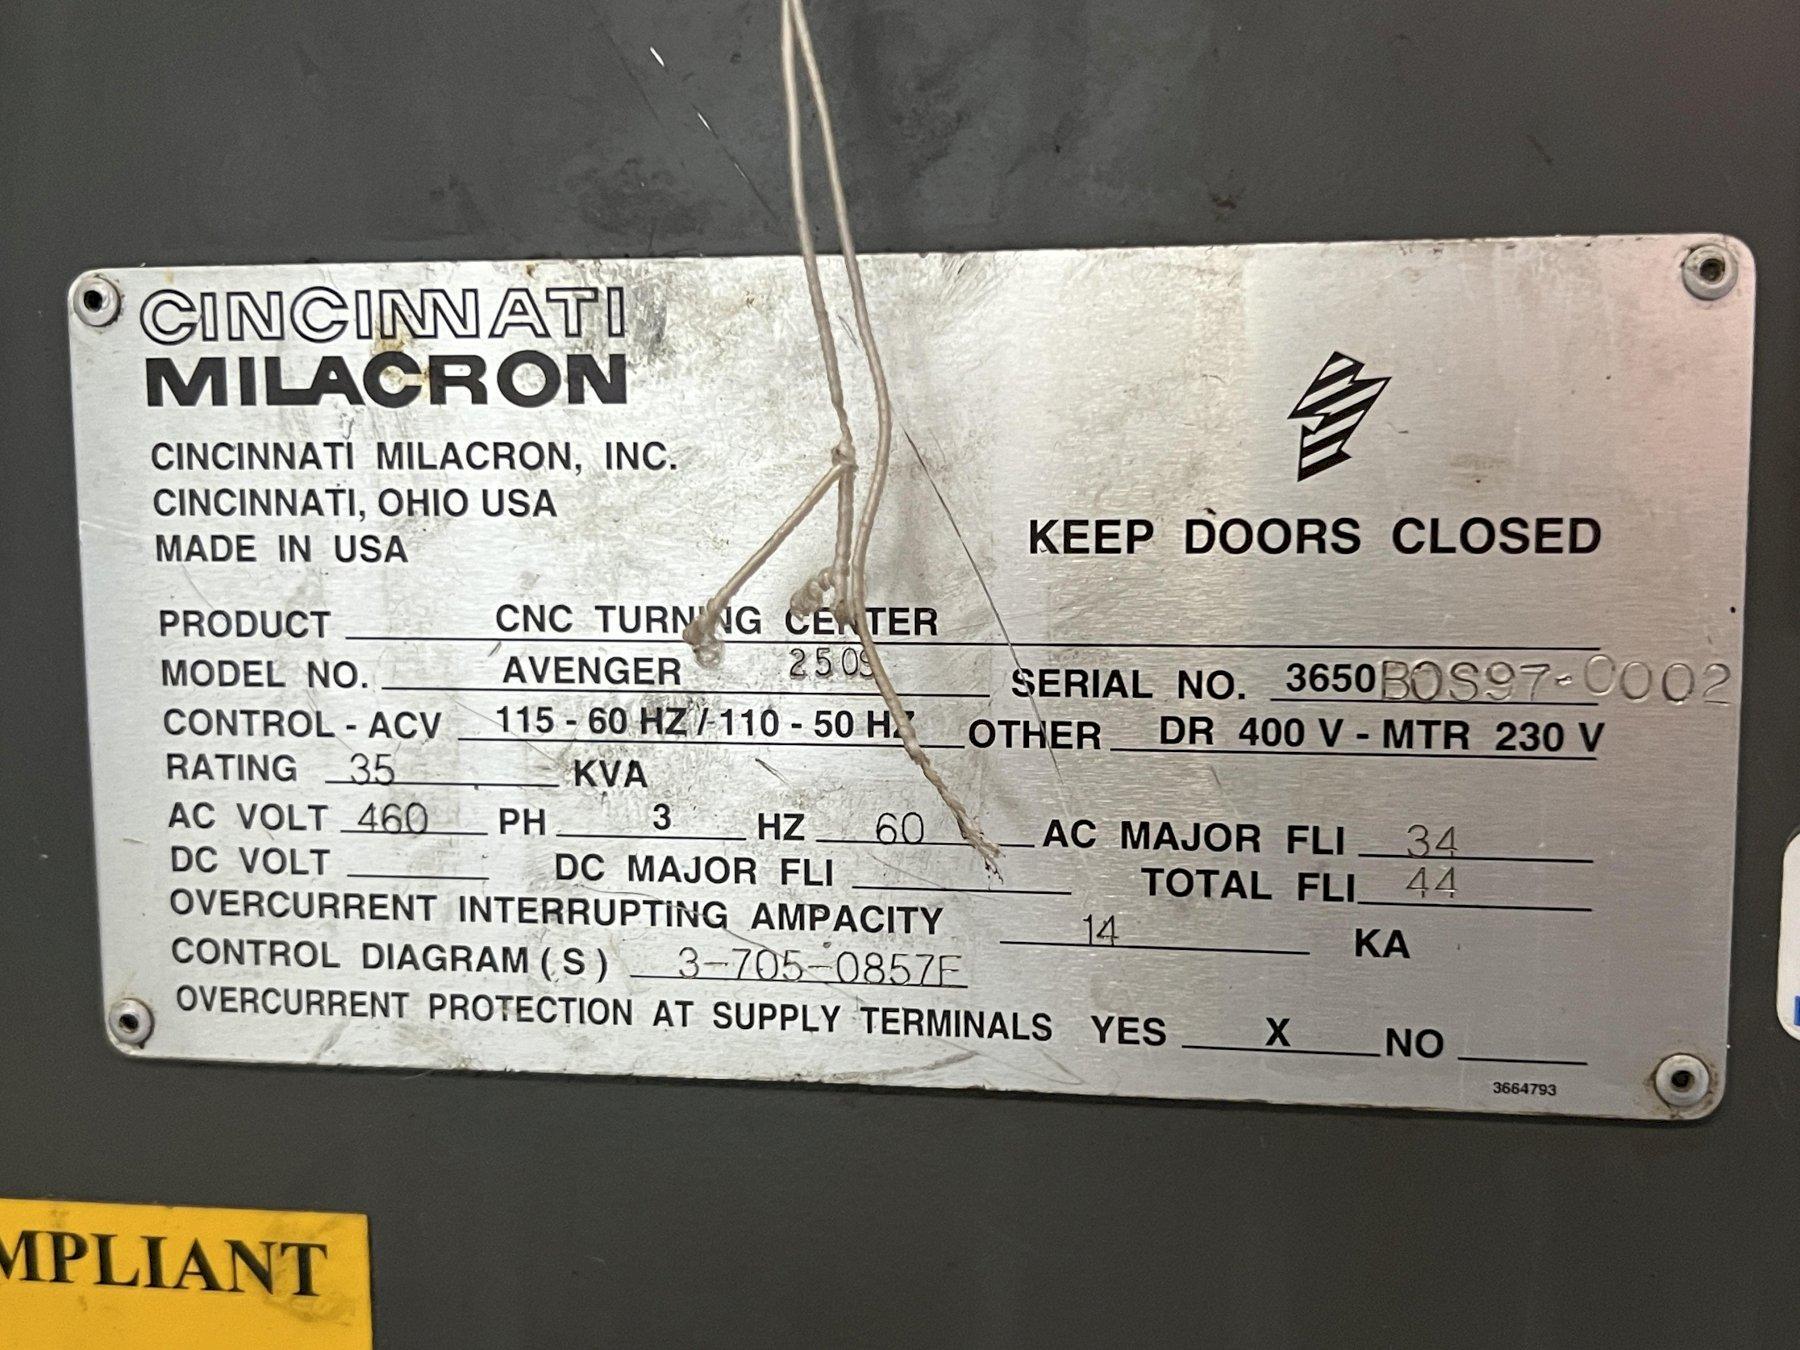 CINCINNATI
MILACRON
CINCINNATI MILACRON, INC.
CINCINNATI, OHIO USA
MADE IN USA
KEEP DOORS CLOSED
PRODUCT CNC TURNING CENTER
MODEL NO. AVENGER 250S SERIAL NO. 3650B0S97-0002
CONTROL - ACV 115 - 60 HZ / 110 - 50 HZ OTHER DR 400 V - MTR 230 V
RATING 35 KVA
AC VOLT 460 PH 3 HZ 60 AC MAJOR FLI 34
DC VOLT DC MAJOR FLI TOTAL FLI 44
OVERCURRENT INTERRUPTING AMPACITY 14 KA
CONTROL DIAGRAM ( S ) 3-705-0857E
OVERCURRENT PROTECTION AT SUPPLY TERMINALS YES X NO
3664793
MPLIANT